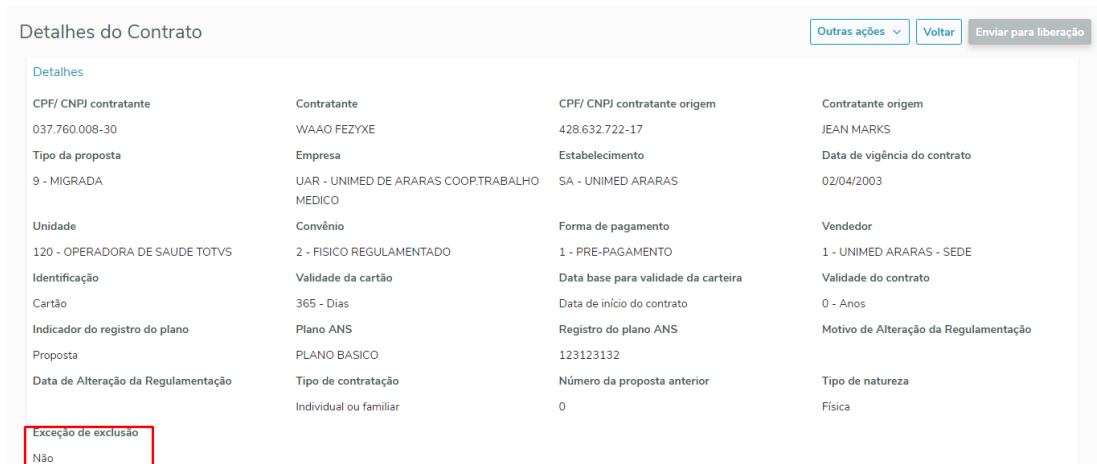 Detalhes do Contrato
Outras ações
Voltar
Enviar para liberação
Detalhes
CPF/ CNPJ contratante
Contratante
CPF/ CNPJ contratante origem
Contratante origem
037.760.008-30
WAAO FEZYXE
428.632.722-17
JEAN MARKS
Tipo da proposta
Empresa
Estabelecimento
Data de vigência do contrato
9 - MIGRADA
UAR - UNIMED DE ARARAS COOP.TRABALHO
MEDICO
SA - UNIMED ARARAS
02/04/2003
Unidade
Convênio
Forma de pagamento
Vendedor
120 - OPERADORA DE SAUDE TOTVS
2 - FISICO REGULAMENTADO
1 - PRE-PAGAMENTO
1 - UNIMED ARARAS - SEDE
Identificação
Validade da cartão
Data base para validade da carteira
Validade do contrato
Cartão
365 - Dias
Data de início do contrato
0 - Anos
Indicador do registro do plano
Plano ANS
Registro do plano ANS
Motivo de Alteração da Regulamentação
Proposta
PLANO BASICO
123123132
Data de Alteração da Regulamentação
Tipo de contratação
Número da proposta anterior
Tipo de natureza
Individual ou familiar
0
Física
Exceção de exclusão
Não